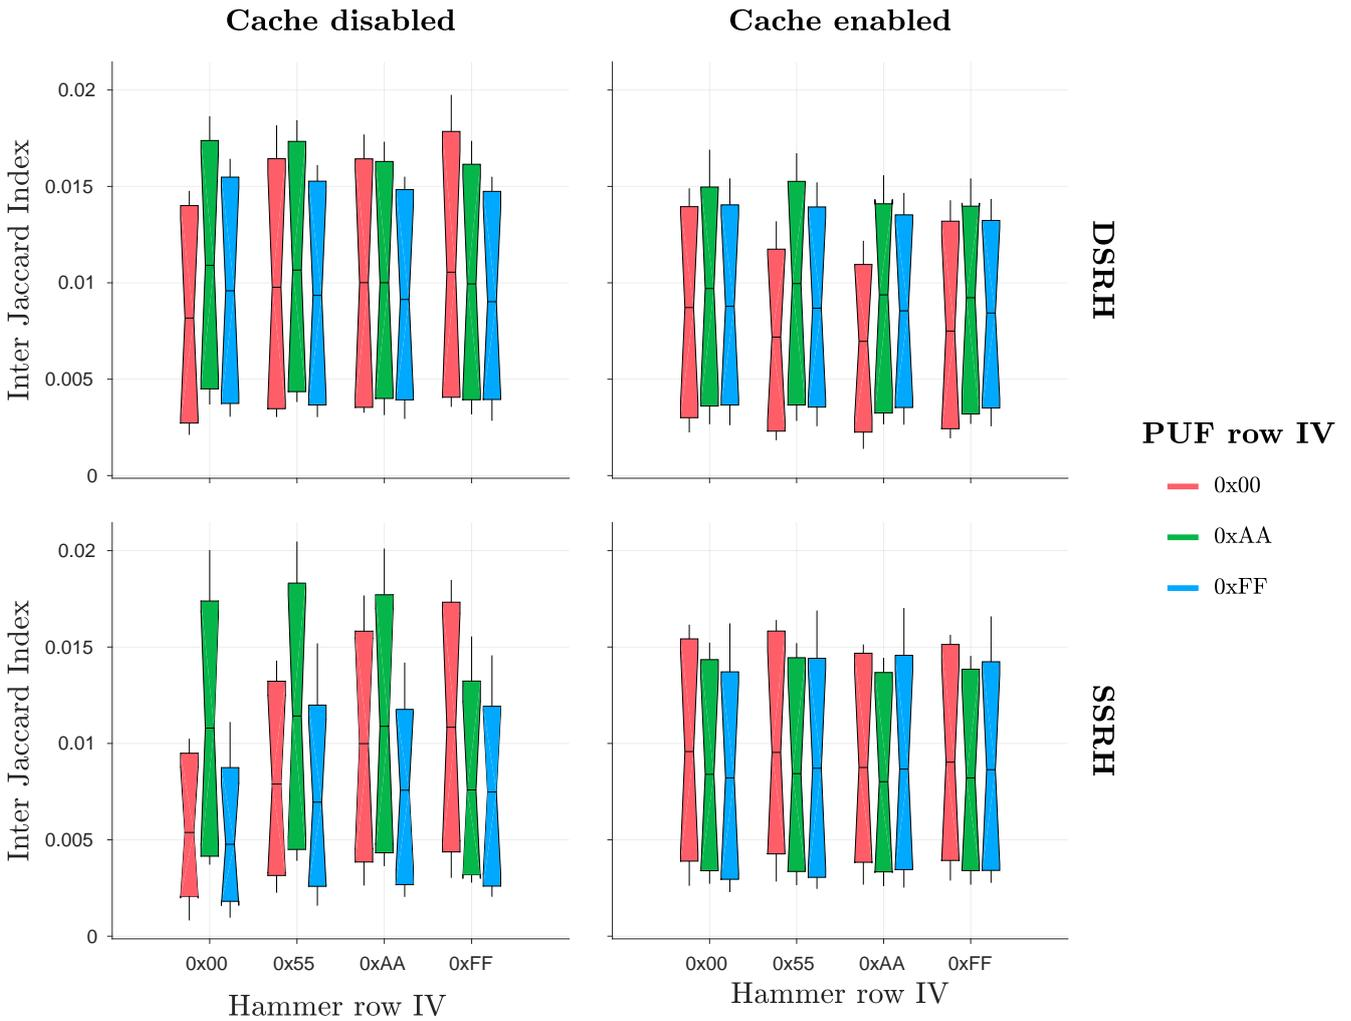 Cache disabled
Cache enabled
0.02
0.015
0.01
0.005
0
Inter Jaccard Index
DSRH
PUF row IV
0x00
0xAA
0xFF
0.02
0.015
0.01
0.005
0
Inter Jaccard Index
SSRH
0x00 0x55 0xAA 0xFF
0x00 0x55 0xAA 0xFF
Hammer row IV
Hammer row IV